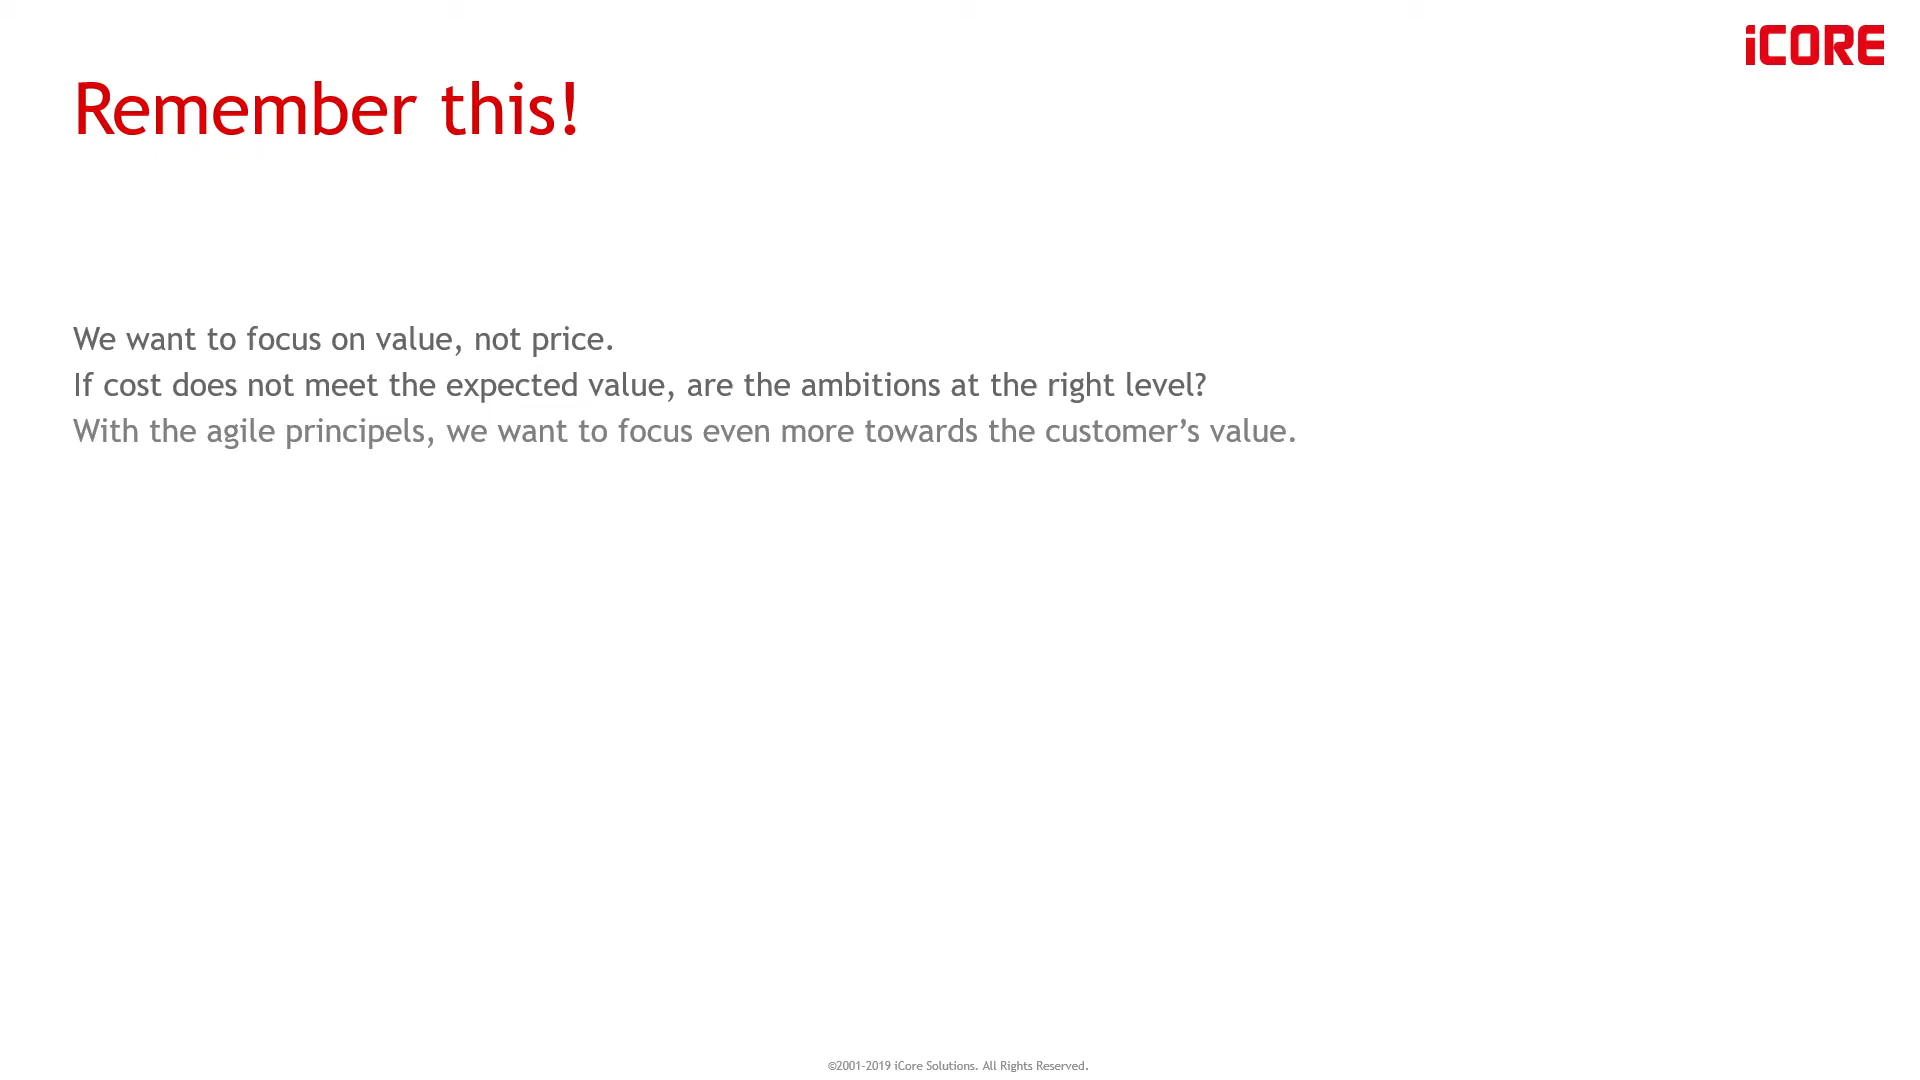 iCORE
Remember this!
We want to focus on value, not price.
If cost does not meet the expected value, are the ambitions at the right level?
With the agile principels, we want to focus even more towards the customer’s value.
©2001-2019 iCore Solutions. All Rights Reserved.